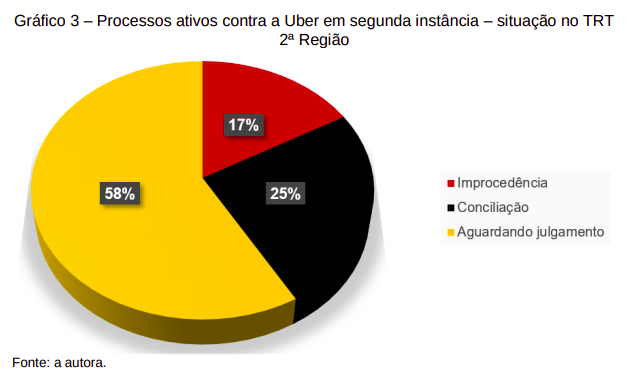 Gráfico 3 – Processos ativos contra a Uber em segunda instância – situação no TRT
2ª Região
17%
58%
25%
Improcedência
Conciliação
Aguardando julgamento
Fonte: a autora.